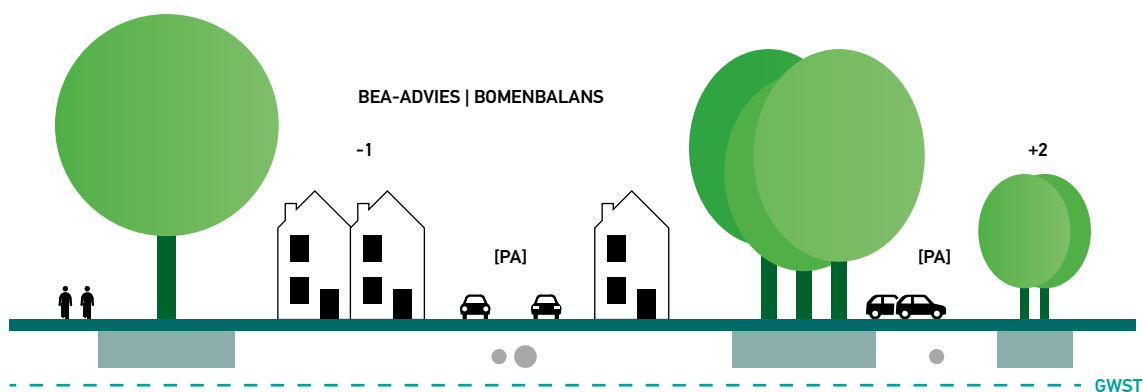 BEA-ADVIES | BOMENBALANS
-1
+2
[PA]
[PA]
GWST